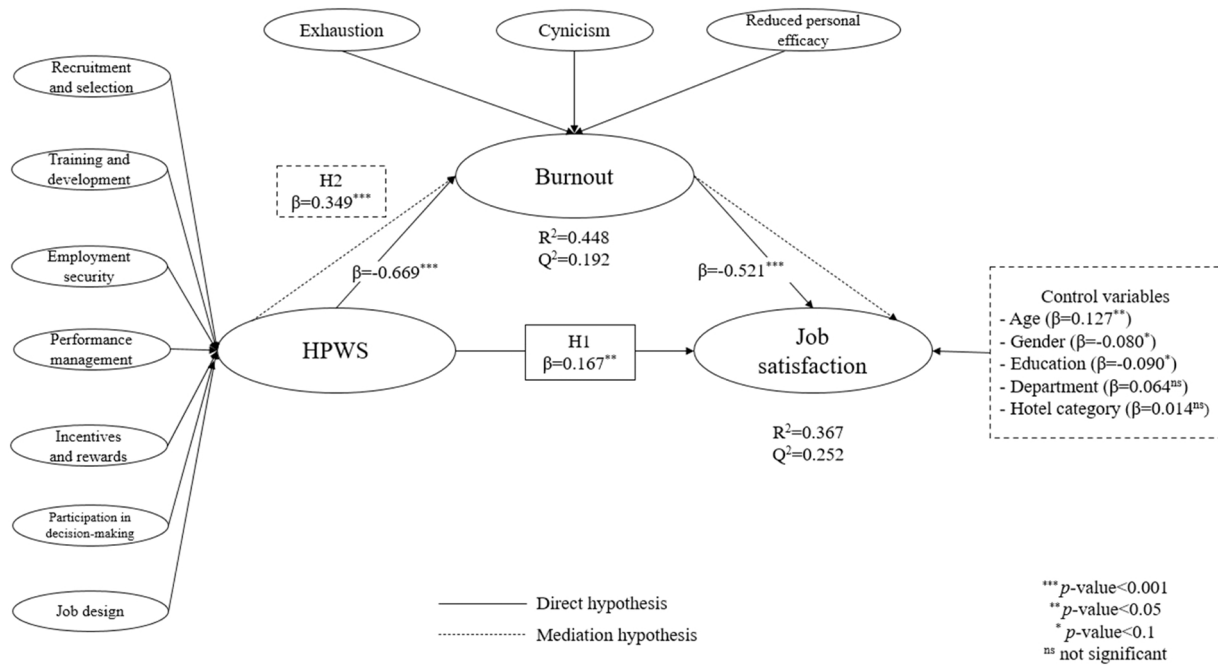 Exhaustion
Cynicism
Reduced personal
efficacy
Recruitment
and selection
Training and
development
Employment
security
Performance
management
Incentives
and rewards
Participation in
decision-making
Job design
H2
β=0.349***
Burnout
R²=0.448
Q²=0.192
β=-0.669***
β=-0.521***
HPWS
H1
β=0.167**
Job
satisfaction
R²=0.367
Q²=0.252
Control variables
- Age (β=0.127**)
- Gender (β=-0.080*)
- Education (β=-0.090*)
- Department (β=0.064ns)
- Hotel category (β=0.014ns)
Direct hypothesis
Mediation hypothesis
*** p-value<0.001
** p-value<0.05
* p-value<0.1
ns not significant